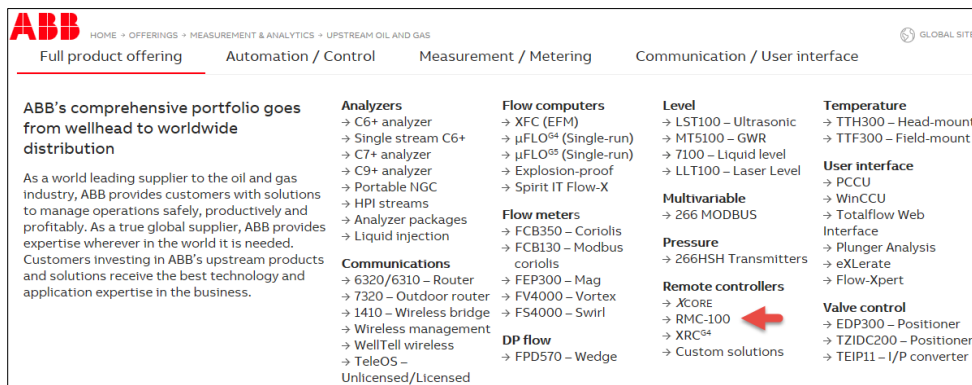 ABB
HOME → OFFERINGS → MEASUREMENT & ANALYTICS → UPSTREAM OIL AND GAS
GLOBAL SITE
Full product offering
Automation / Control
Measurement / Metering
Communication / User interface
ABB's comprehensive portfolio goes
from wellhead to worldwide
distribution
As a world leading supplier to the oil and gas
industry, ABB provides customers with solutions
to manage operations safely, productively and
profitably. As a true global supplier, ABB provides
expertise wherever in the world it is needed.
Customers investing in ABB's upstream products
and solutions receive the best technology and
application expertise in the business.
Analyzers
→ C6+ analyzer
→ Single stream C6+
→ C7+ analyzer
→ C9+ analyzer
→ Portable NGC
→ HPI streams
→ Analyzer packages
→ Liquid injection
Communications
→ 6320/6310 – Router
→ 7320 – Outdoor router
→ 1410 – Wireless bridge
→ Wireless management
→ WellTell wireless
→ TeleOS –
Unlicensed/Licensed
Flow computers
→ XFC (EFM)
→ µFLOᴳ⁴ (Single-run)
→ µFLOᴳ⁵ (Single-run)
→ Explosion-proof
→ Spirit IT Flow-X
Flow meters
→ FCB350 – Coriolis
→ FCB130 – Modbus
coriolis
→ FEP300 – Mag
→ FV4000 – Vortex
→ FS4000 – Swirl
DP flow
→ FPD570 – Wedge
Level
→ LST100 – Ultrasonic
→ MT5100 – GWR
→ 7100 – Liquid level
→ LLT100 – Laser Level
Multivariable
→ 266 MODBUS
Pressure
→ 266HSH Transmitters
Remote controllers
→ XCORE
→ RMC-100
→ XRCᴳ⁴
→ Custom solutions
Temperature
→ TTH300 – Head-mount
→ TTF300 – Field-mount
User interface
→ PCCU
→ WinCCU
→ Totalflow Web
Interface
→ Plunger Analysis
→ eXLerate
→ Flow-Xpert
Valve control
→ EDP300 – Positioner
→ TZIDC200 – Positioner
→ TEIP11 – I/P converter